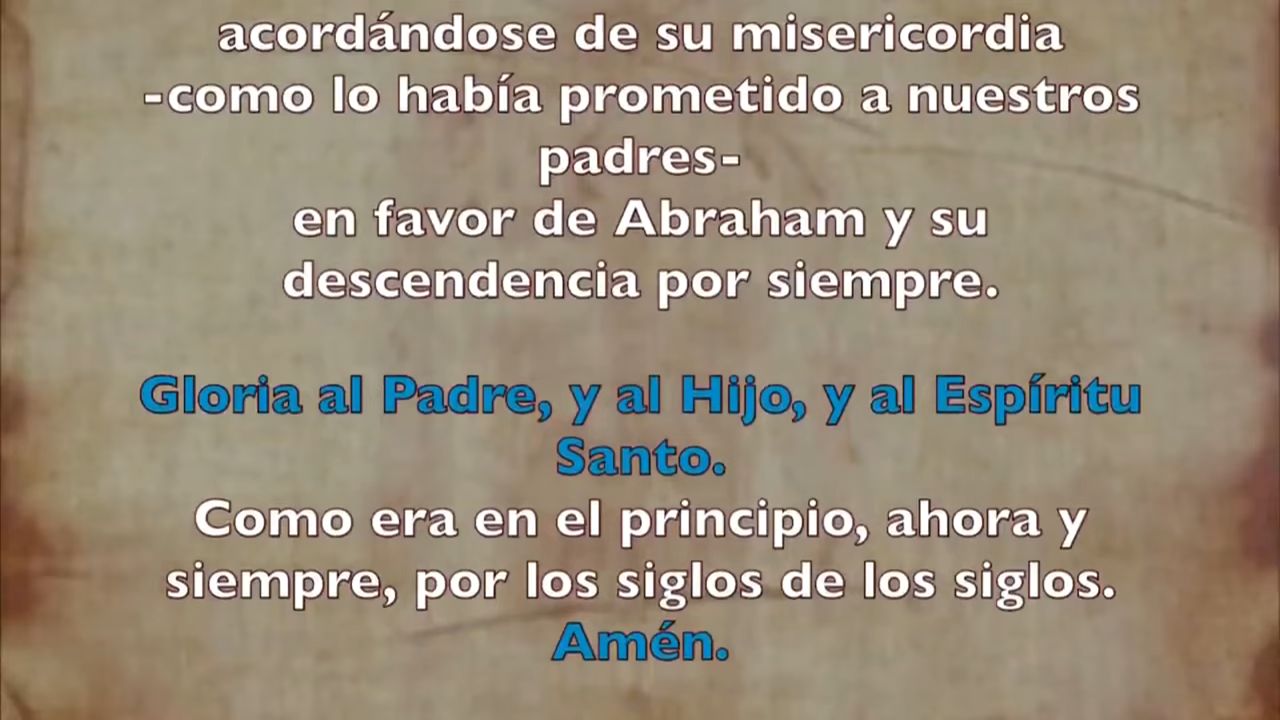 acordándose de su misericordia
-como lo había prometido a nuestros
padres-
en favor de Abraham y su
descendencia por siempre.
Gloria al Padre, y al Hijo, y al Espíritu
Santo.
Como era en el principio, ahora y
siempre, por los siglos de los siglos.
Amén.